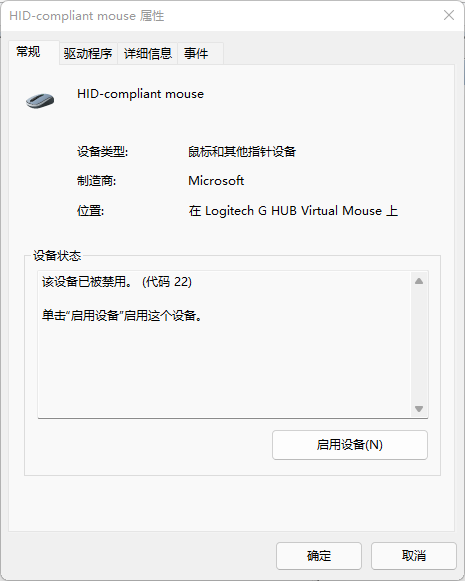 HID-compliant mouse 属性
常规
驱动程序
详细信息
事件
HID-compliant mouse
设备类型:
鼠标和其他指针设备
制造商:
Microsoft
位置:
在 Logitech G HUB Virtual Mouse 上
设备状态
该设备已被禁用。 (代码 22)
单击“启用设备”启用这个设备。
启用设备(N)
确定
取消